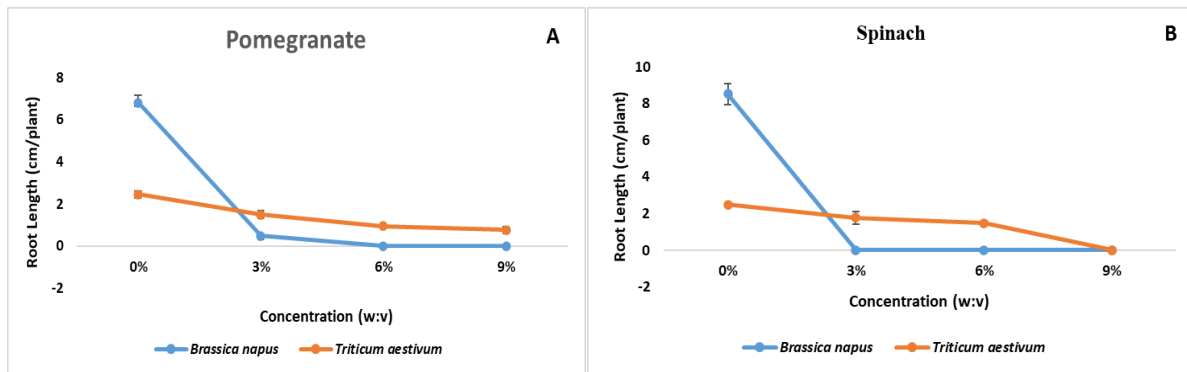 Pomegranate
A
Root Length (cm/plant)
8
6
4
2
0
-2
0% 3% 6% 9%
Concentration (w:v)
Brassica napus Triticum aestivum
Spinach
B
Root Length (cm/plant)
10
8
6
4
2
0
-2
0% 3% 6% 9%
Concentration (w:v)
Brassica napus Triticum aestivum